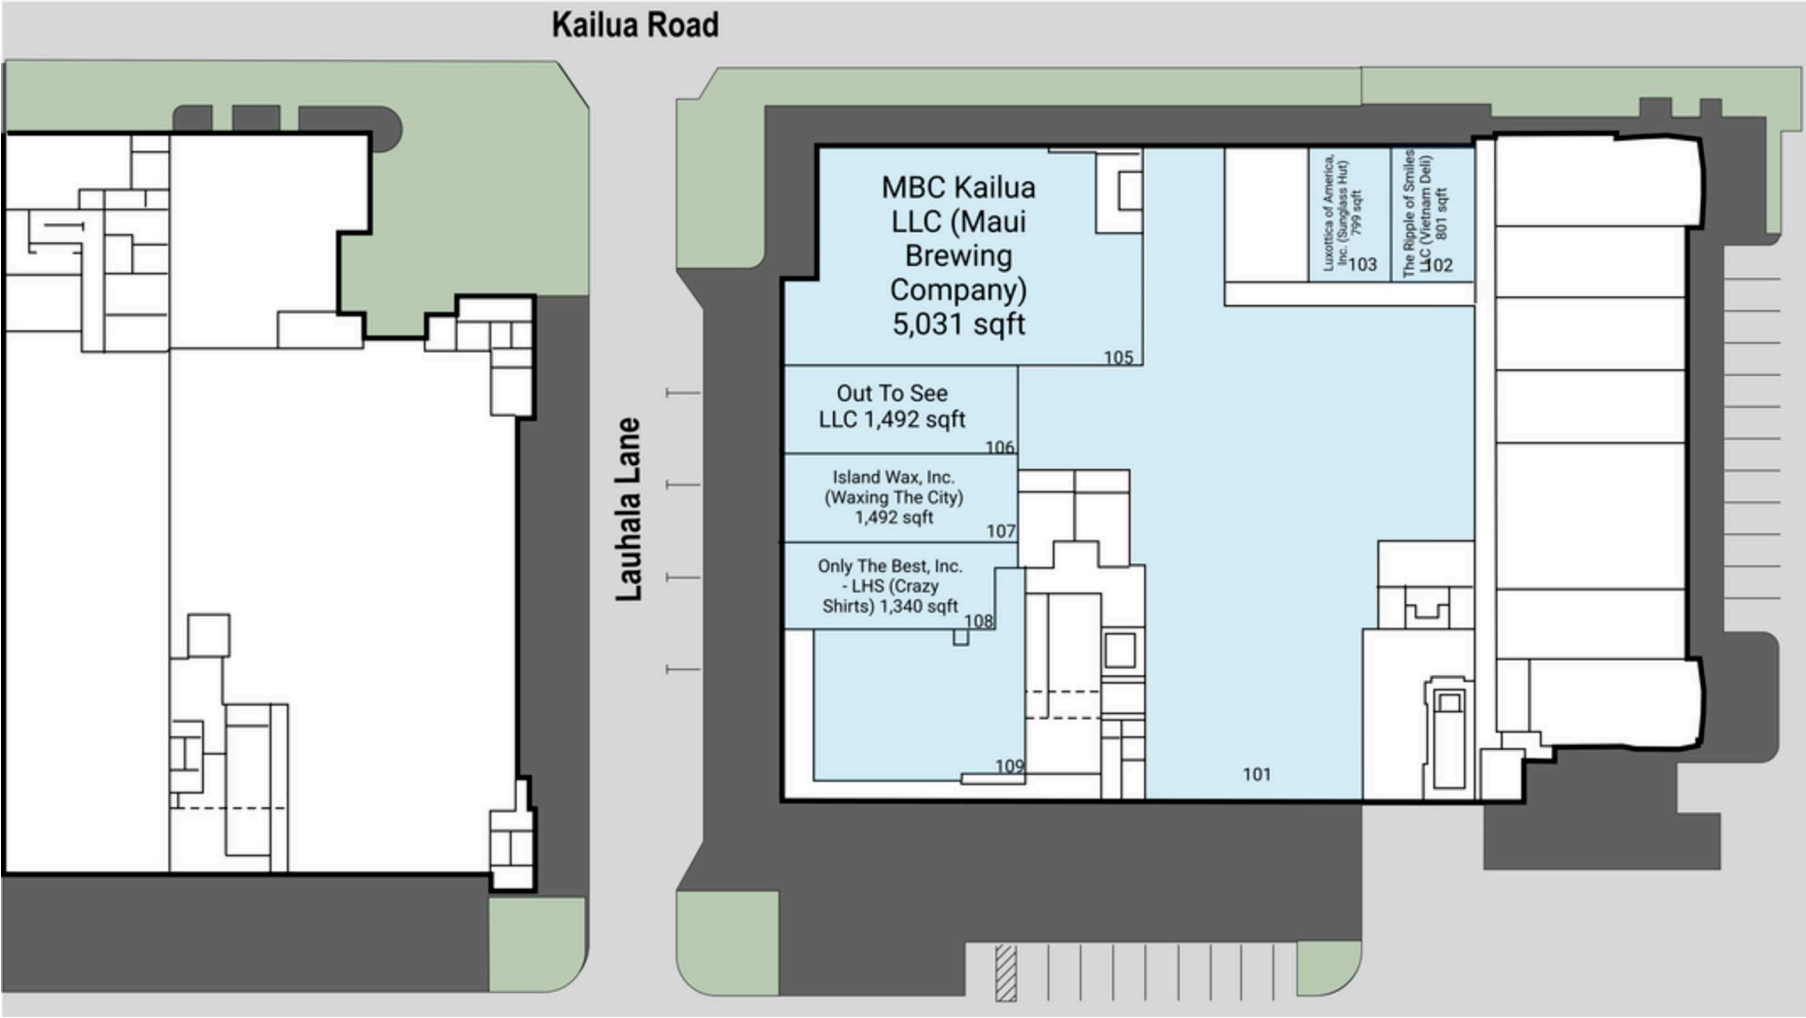 Kailua Road
MBC Kailua
LLC (Maui
Brewing
Company)
5,031 sqft
105
Luxottica of America,
Inc. (Sunglass Hut)
799 sqft
103
The Ripple of Smiles
LLC (Vietnam Deli)
801 sqft
102
Out To See
LLC 1,492 sqft
106
Lauhala Lane
Island Wax, Inc.
(Waxing The City)
1,492 sqft
107
Only The Best, Inc.
- LHS (Crazy
Shirts) 1,340 sqft
108
109
101